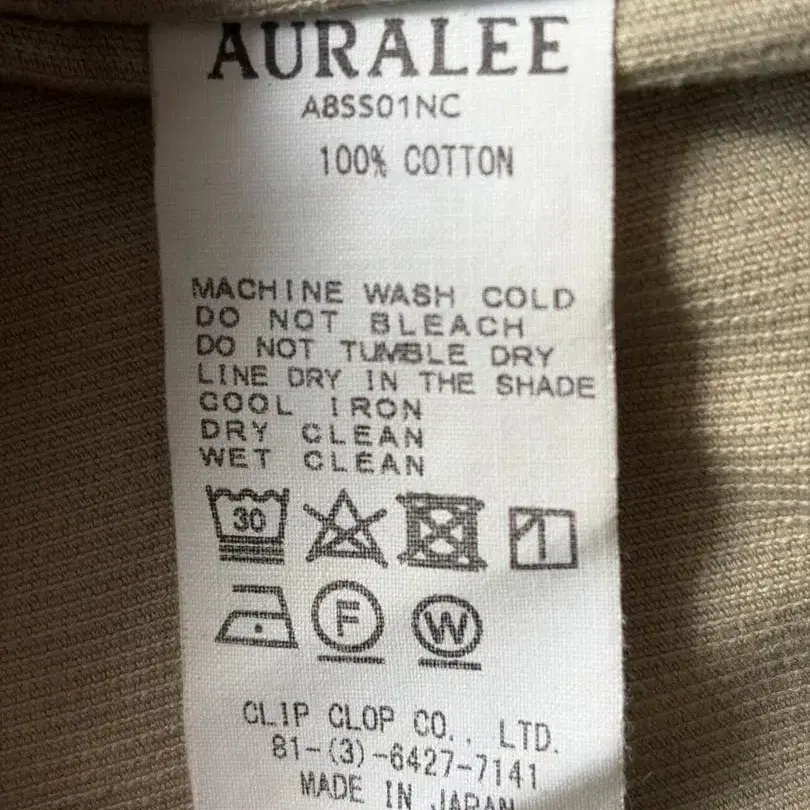 AURALEE
A8SS01NC
100% COTTON
MACHINE WASH COLD
DO NOT BLEACH
DO NOT TUMBLE DRY
LINE DRY IN THE SHADE
COOL IRON
DRY CLEAN
WET CLEAN
30
F W
CLIP CLOP CO., LTD.
81-(3)-6427-7141
MADE IN JAPAN